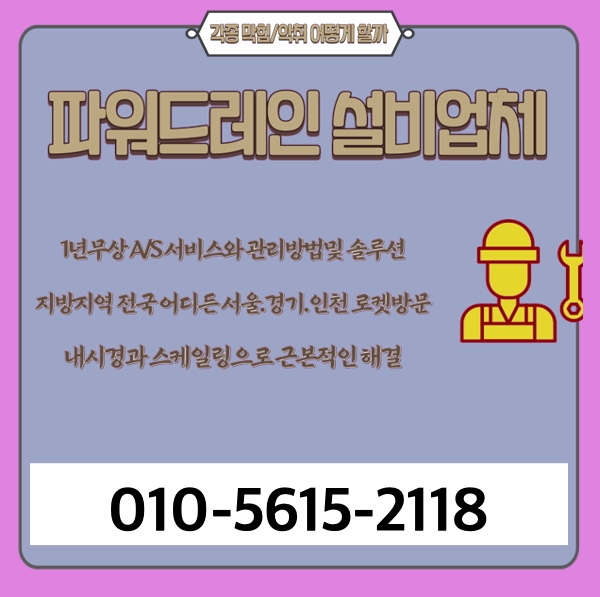 각종 막힘/악취 어떻게 할까
파워드레인 설비업체
1년무상 A/S 서비스와 관리방법및 솔루션
지방지역 전국 어디든 서울.경기.인천 로켓방문
내시경과 스케일링으로 근본적인 해결
010-5615-2118